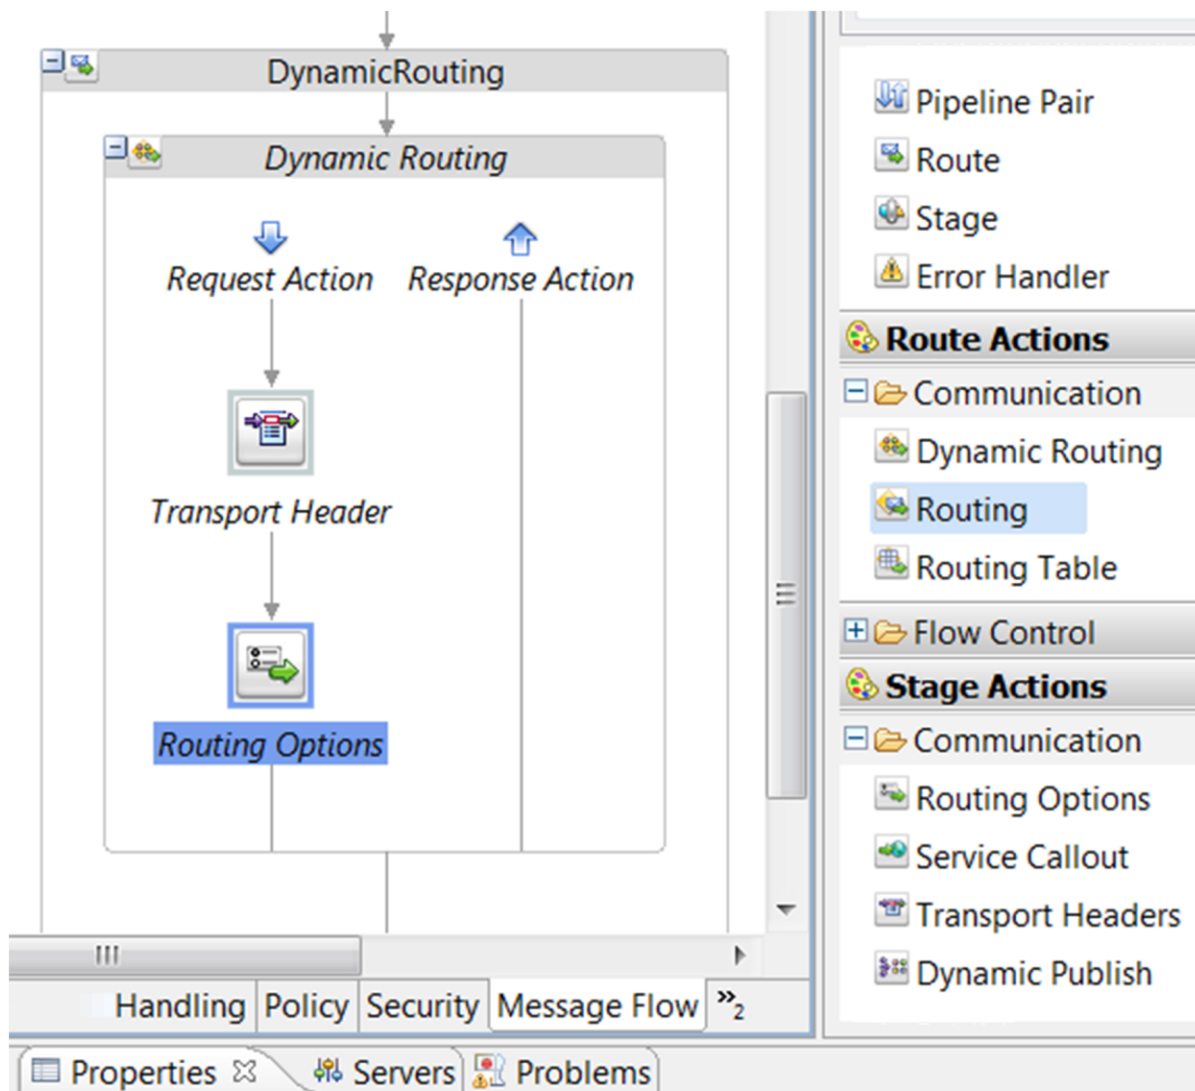 DynamicRouting
Dynamic Routing
Request Action
Response Action
Transport Header
Routing Options
Handling
Policy
Security
Message Flow
»2
Pipeline Pair
Route
Stage
Error Handler
Route Actions
Communication
Dynamic Routing
Routing
Routing Table
Flow Control
Stage Actions
Communication
Routing Options
Service Callout
Transport Headers
Dynamic Publish
Properties
Servers
Problems